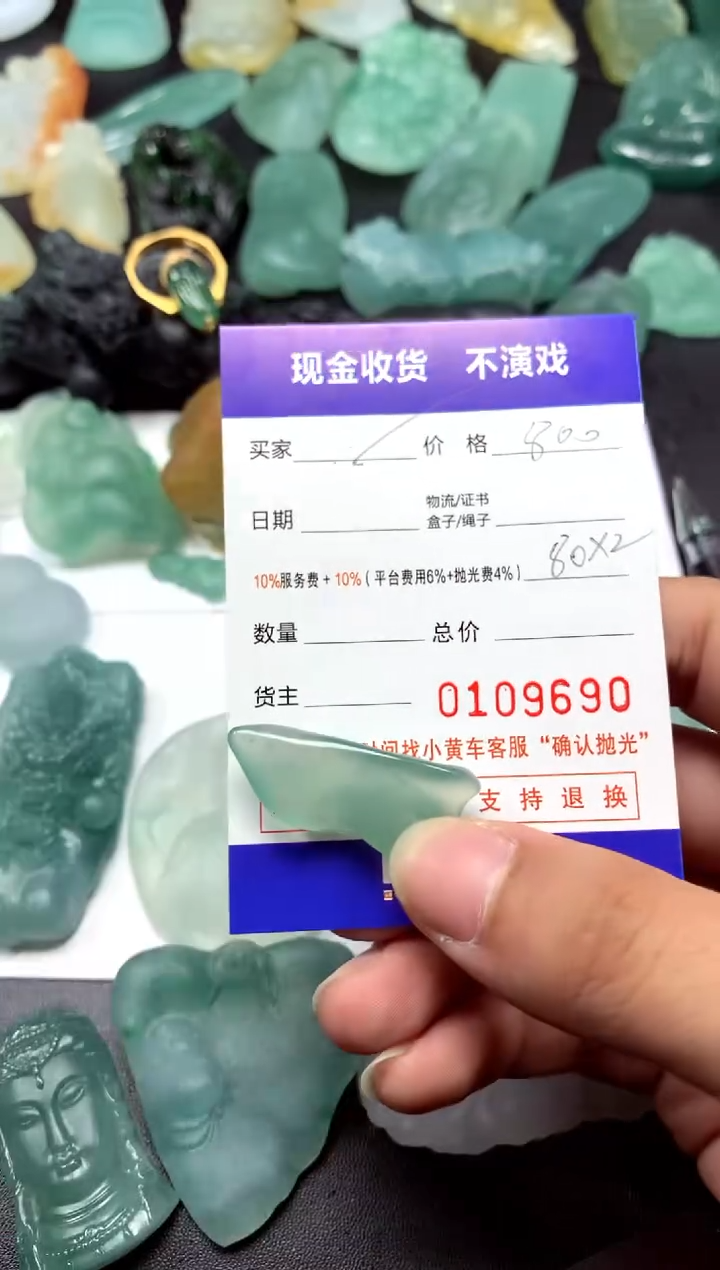 现金收货 不演戏
买家 价 格 800
日期 物流/证书
盒子/绳子
10%服务费 + 10% ( 平台费用6%+抛光费4% ) 80X2
数量 总价
货主 0109690
间找小黄车客服 “确认抛光”
支持退换